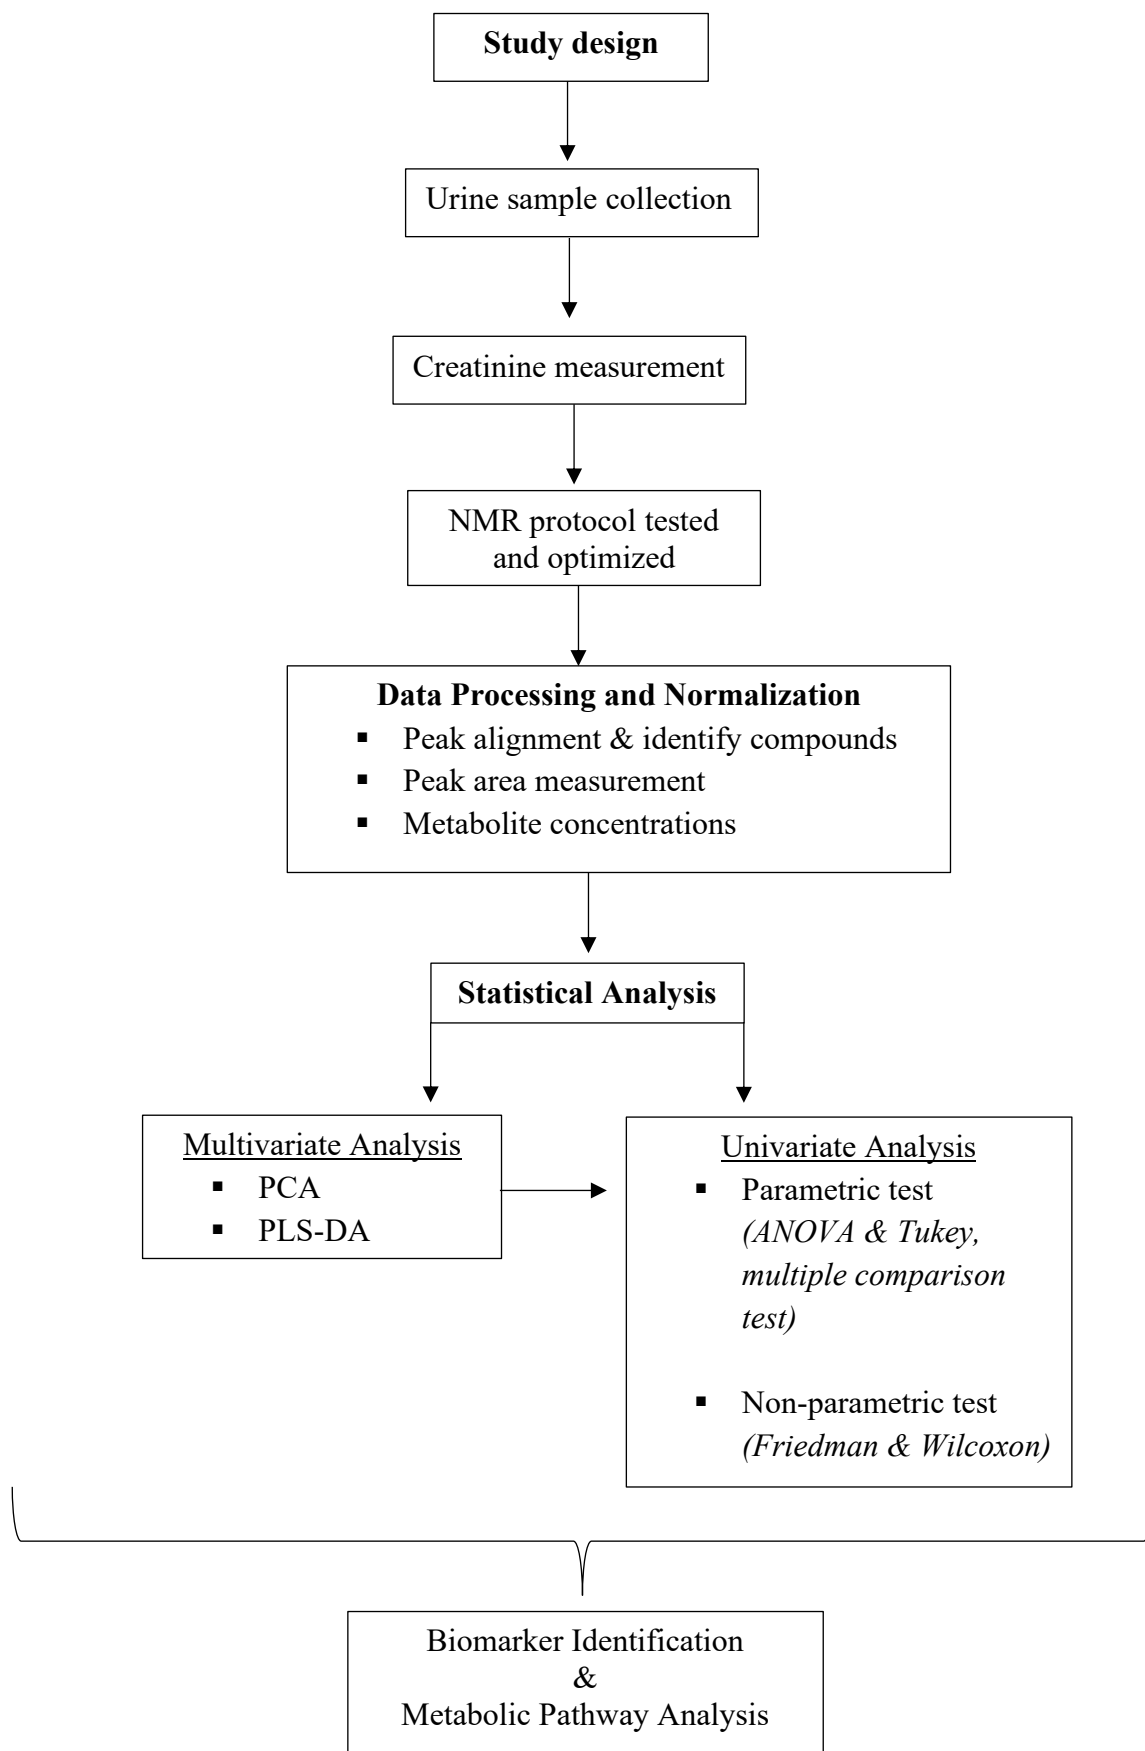 Study design
Urine sample collection
Creatinine measurement
NMR protocol tested
and optimized
Data Processing and Normalization
▪ Peak alignment & identify compounds
▪ Peak area measurement
▪ Metabolite concentrations
Statistical Analysis
Multivariate Analysis
▪ PCA
▪ PLS-DA
Univariate Analysis
▪ Parametric test
(ANOVA & Tukey,
multiple comparison
test)
▪ Non-parametric test
(Friedman & Wilcoxon)
Biomarker Identification
&
Metabolic Pathway Analysis